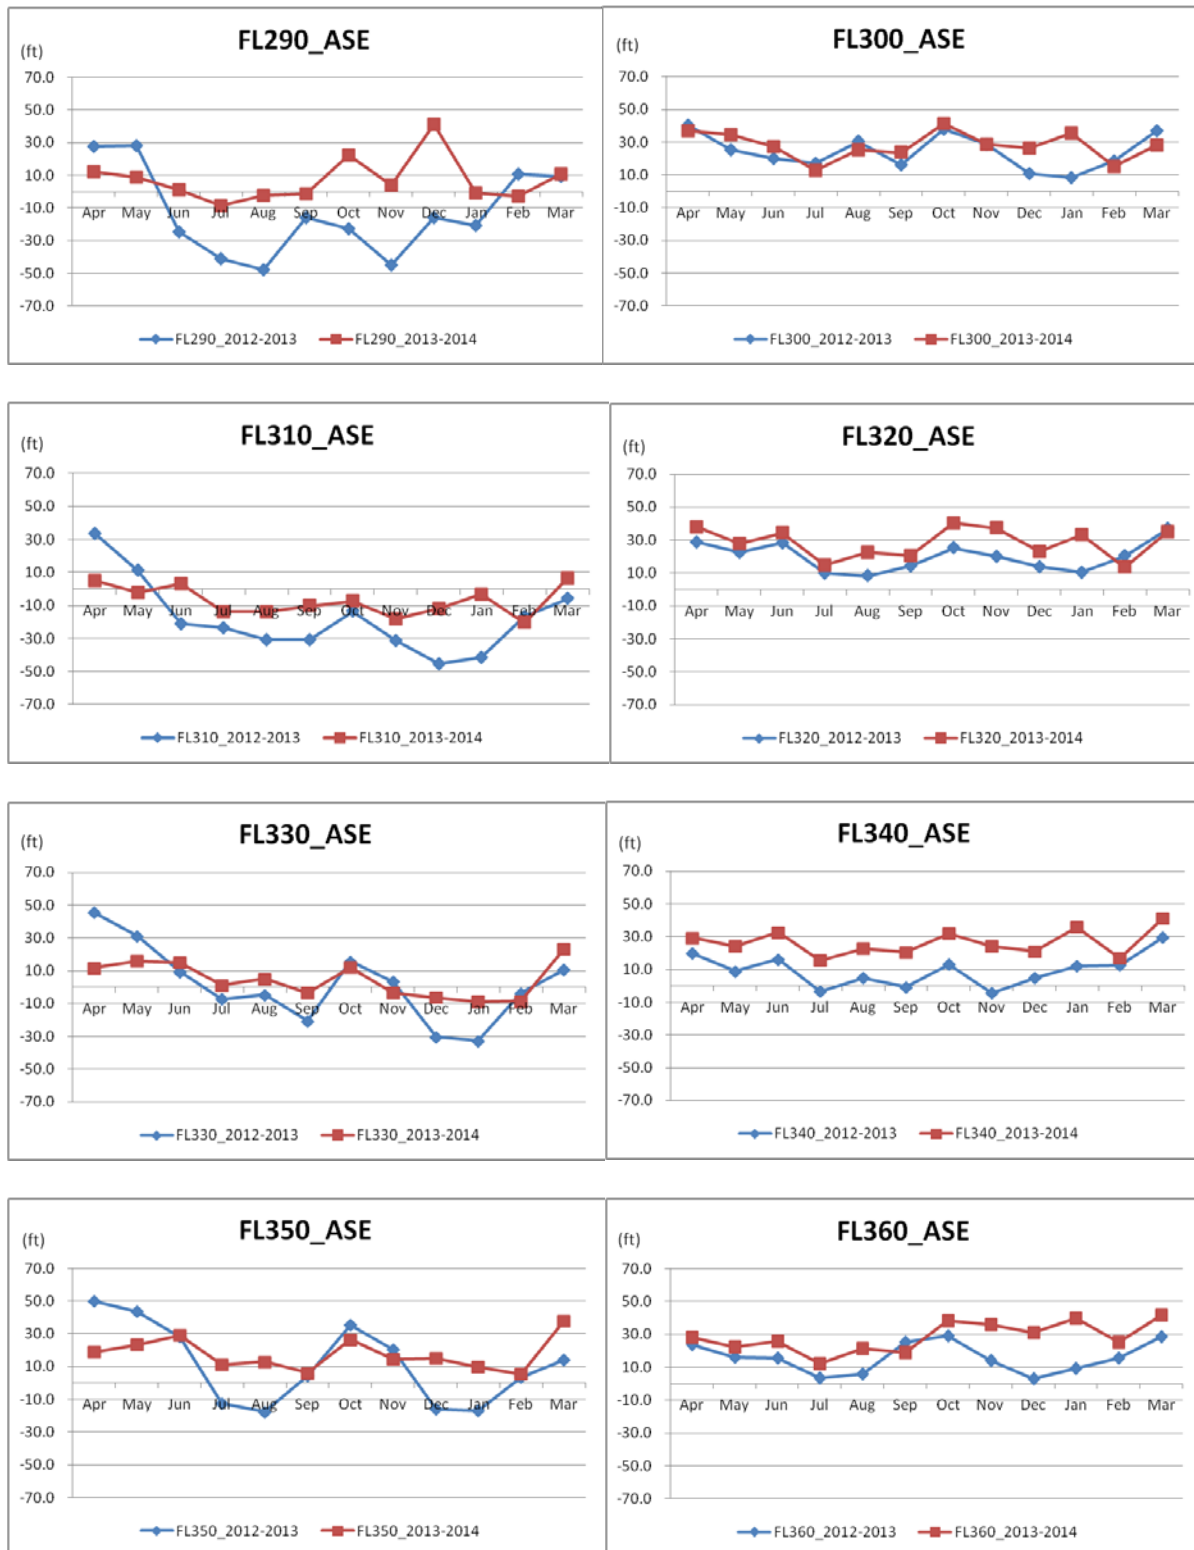 FL290_ASE
(ft)
70.0
50.0
30.0
10.0
-10.0
-30.0
-50.0
-70.0
Apr May Jun Jul Aug Sep Oct Nov Dec Jan Feb Mar
FL290_2012-2013 FL290_2013-2014
FL300_ASE
(ft)
70.0
50.0
30.0
10.0
-10.0
-30.0
-50.0
-70.0
Apr May Jun Jul Aug Sep Oct Nov Dec Jan Feb Mar
FL300_2012-2013 FL300_2013-2014
FL310_ASE
(ft)
70.0
50.0
30.0
10.0
-10.0
-30.0
-50.0
-70.0
Apr May Jun Jul Aug Sep Oct Nov Dec Jan Feb Mar
FL310_2012-2013 FL310_2013-2014
FL320_ASE
(ft)
70.0
50.0
30.0
10.0
-10.0
-30.0
-50.0
-70.0
Apr May Jun Jul Aug Sep Oct Nov Dec Jan Feb Mar
FL320_2012-2013 FL320_2013-2014
FL330_ASE
(ft)
70.0
50.0
30.0
10.0
-10.0
-30.0
-50.0
-70.0
Apr May Jun Jul Aug Sep Oct Nov Dec Jan Feb Mar
FL330_2012-2013 FL330_2013-2014
FL340_ASE
(ft)
70.0
50.0
30.0
10.0
-10.0
-30.0
-50.0
-70.0
Apr May Jun Jul Aug Sep Oct Nov Dec Jan Feb Mar
FL340_2012-2013 FL340_2013-2014
FL350_ASE
(ft)
70.0
50.0
30.0
10.0
-10.0
-30.0
-50.0
-70.0
Apr May Jun Jul Aug Sep Oct Nov Dec Jan Feb Mar
FL350_2012-2013 FL350_2013-2014
FL360_ASE
(ft)
70.0
50.0
30.0
10.0
-10.0
-30.0
-50.0
-70.0
Apr May Jun Jul Aug Sep Oct Nov Dec Jan Feb Mar
FL360_2012-2013 FL360_2013-2014